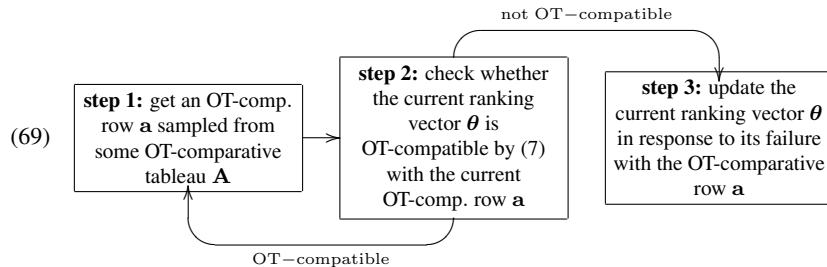 not OT−compatible
(69)
step 1: get an OT-comp.
row a sampled from
some OT-comparative
tableau A
step 2: check whether
the current ranking
vector θ is
OT-compatible by (7)
with the current
OT-comp. row a
step 3: update the
current ranking vector θ
in response to its failure
with the OT-comparative
row a
OT−compatible